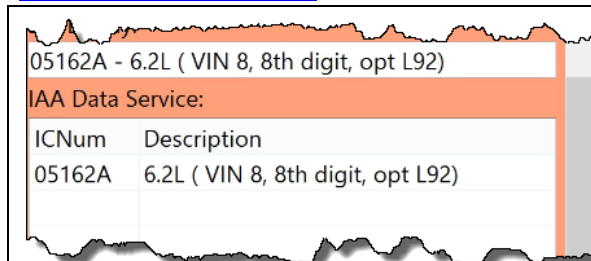 05162A - 6.2L ( VIN 8, 8th digit, opt L92)
IAA Data Service:
ICNum Description
05162A 6.2L ( VIN 8, 8th digit, opt L92)